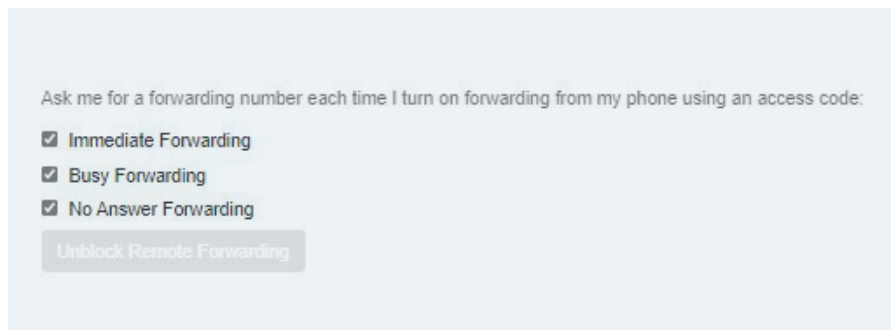 Ask me for a forwarding number each time I turn on forwarding from my phone using an access code:
Immediate Forwarding
Busy Forwarding
No Answer Forwarding
Unblock Remote Forwarding